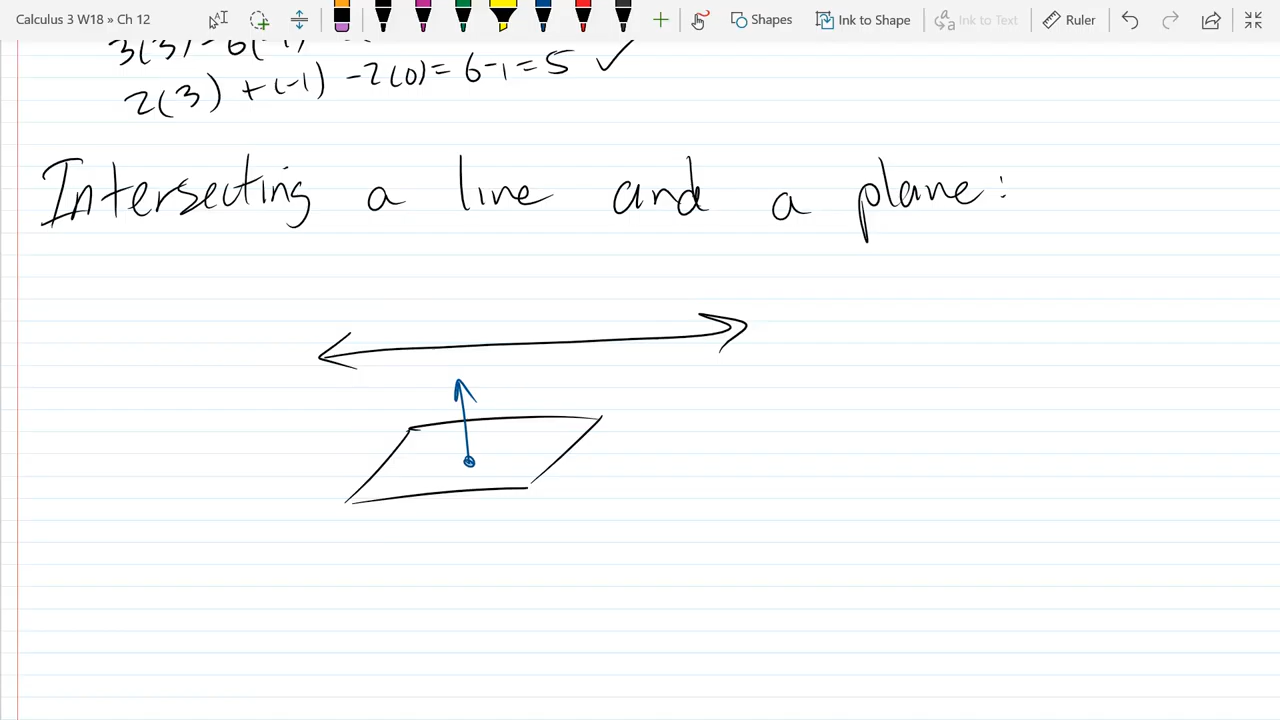 Calculus 3 W18 » Ch 12
Shapes Ink to Shape Ink to Text Ruler
2(3) + (-1) -2(0) = 6-1 = 5 ✓
Intersecting a line and a plane: